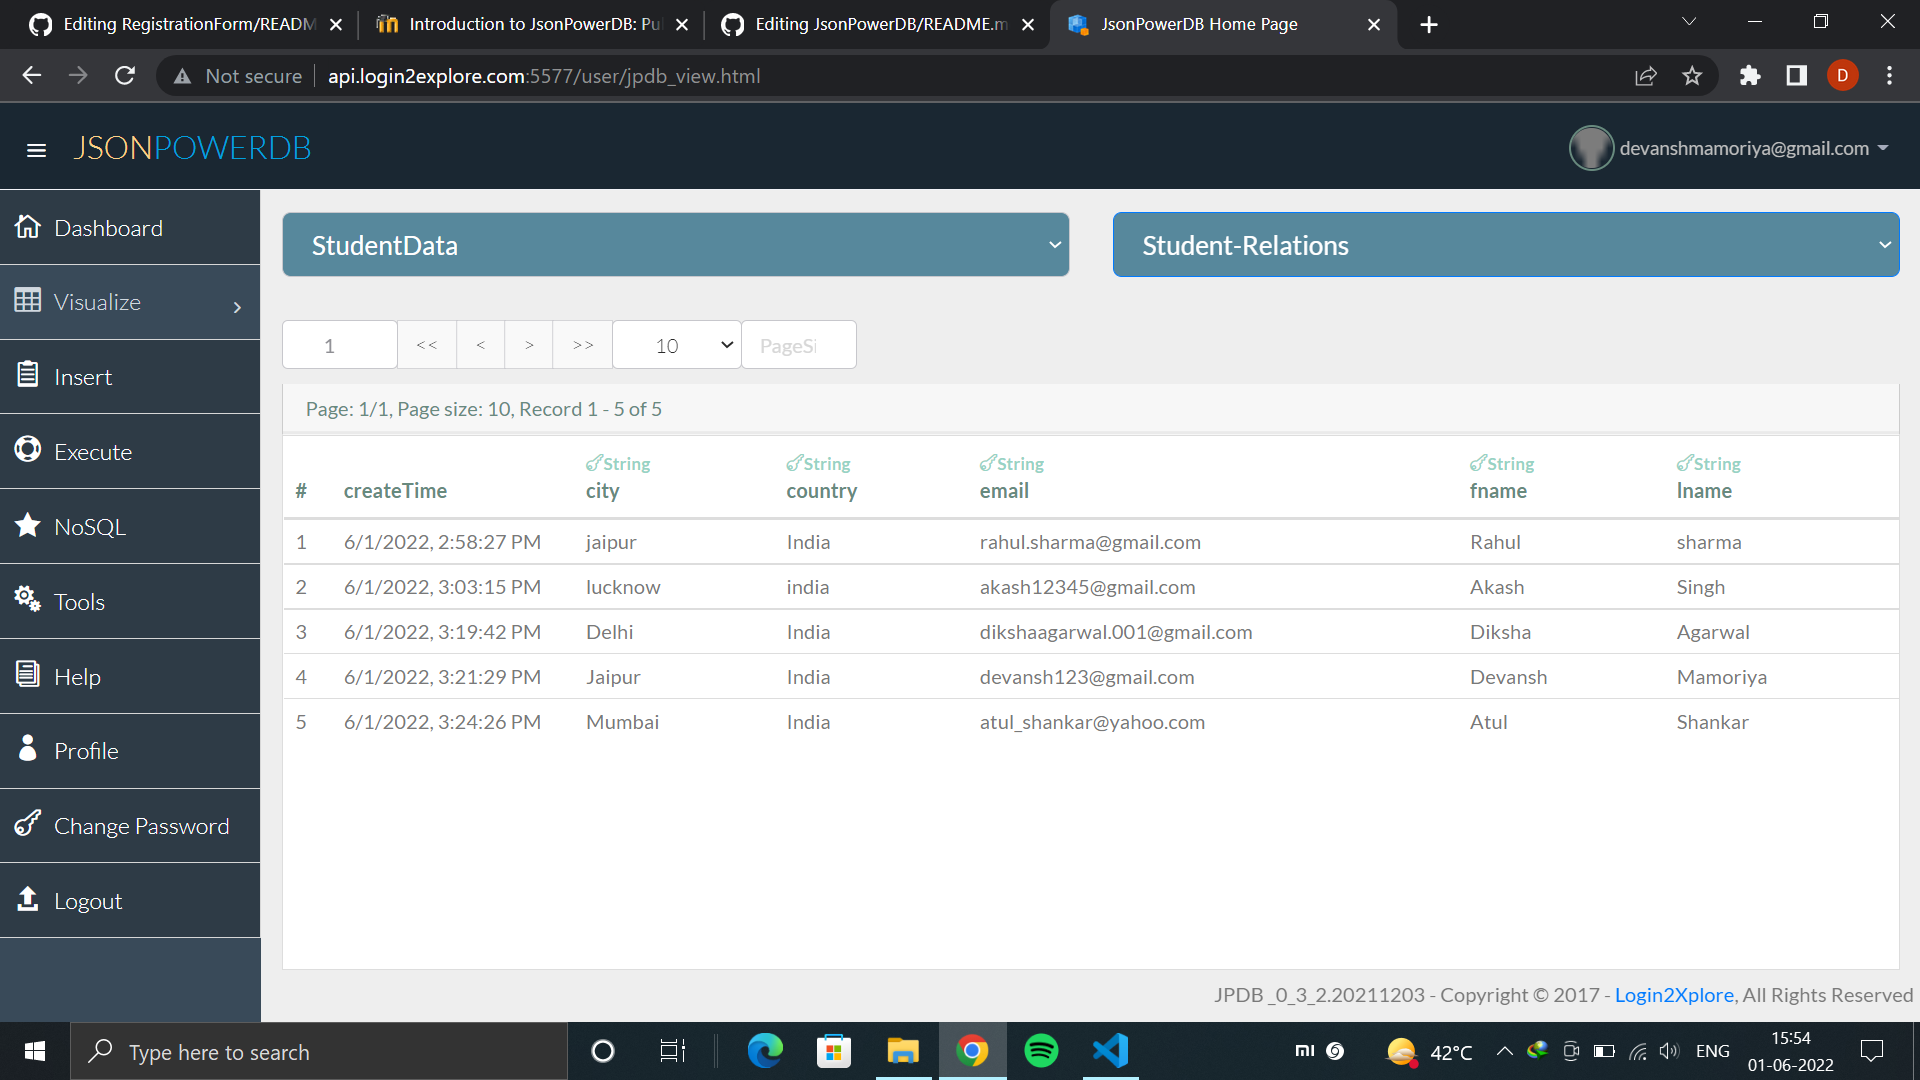 Editing RegistrationForm/READM
Introduction to JsonPowerDB: Pu
Editing JsonPowerDB/README.m
JsonPowerDB Home Page
Not secure
api.login2explore.com:5577/user/jpdb_view.html
D
JSONPOWERDB
devanshmamoriya@gmail.com
Dashboard
Visualize
Insert
Execute
NoSQL
Tools
Help
Profile
Change Password
Logout
StudentData
Student-Relations
1 << < > >> 10 PageSi
Page: 1/1, Page size: 10, Record 1 - 5 of 5
String String String String String
# createTime city country email fname lname
1 6/1/2022, 2:58:27 PM jaipur India rahul.sharma@gmail.com Rahul sharma
2 6/1/2022, 3:03:15 PM lucknow india akash12345@gmail.com Akash Singh
3 6/1/2022, 3:19:42 PM Delhi India dikshaagarwal.001@gmail.com Diksha Agarwal
4 6/1/2022, 3:21:29 PM Jaipur India devansh123@gmail.com Devansh Mamoriya
5 6/1/2022, 3:24:26 PM Mumbai India atul_shankar@yahoo.com Atul Shankar
JPDB _0_3_2.20211203 - Copyright © 2017 - Login2Xplore, All Rights Reserved
Type here to search
42°C
ENG
15:54
01-06-2022